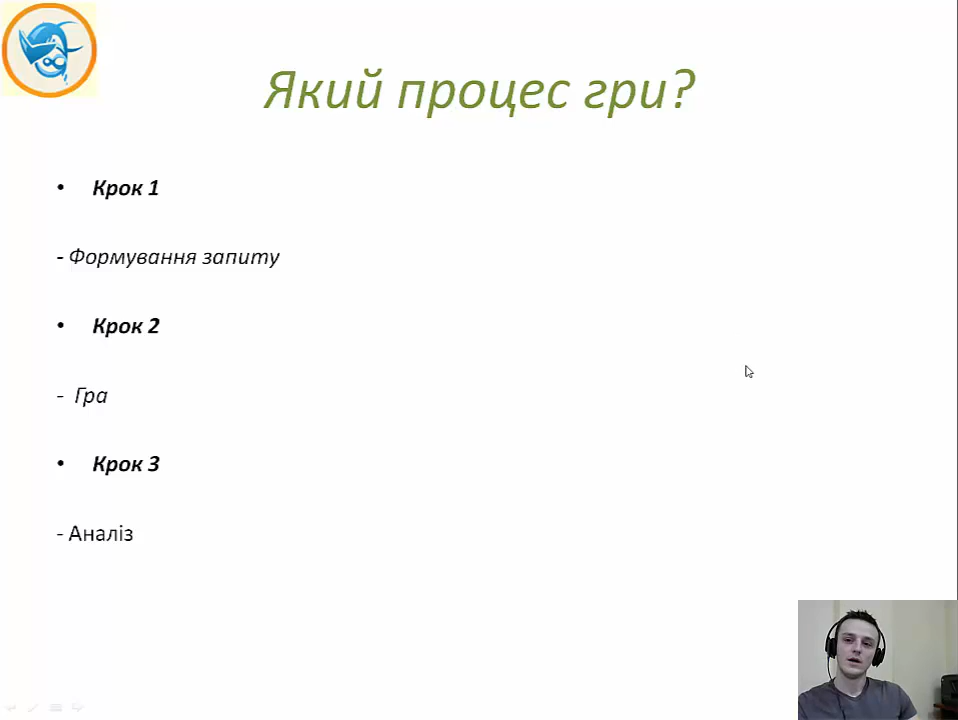 Який процес гри?
• Крок 1
- Формування запиту
• Крок 2
- Гра
• Крок 3
- Аналіз